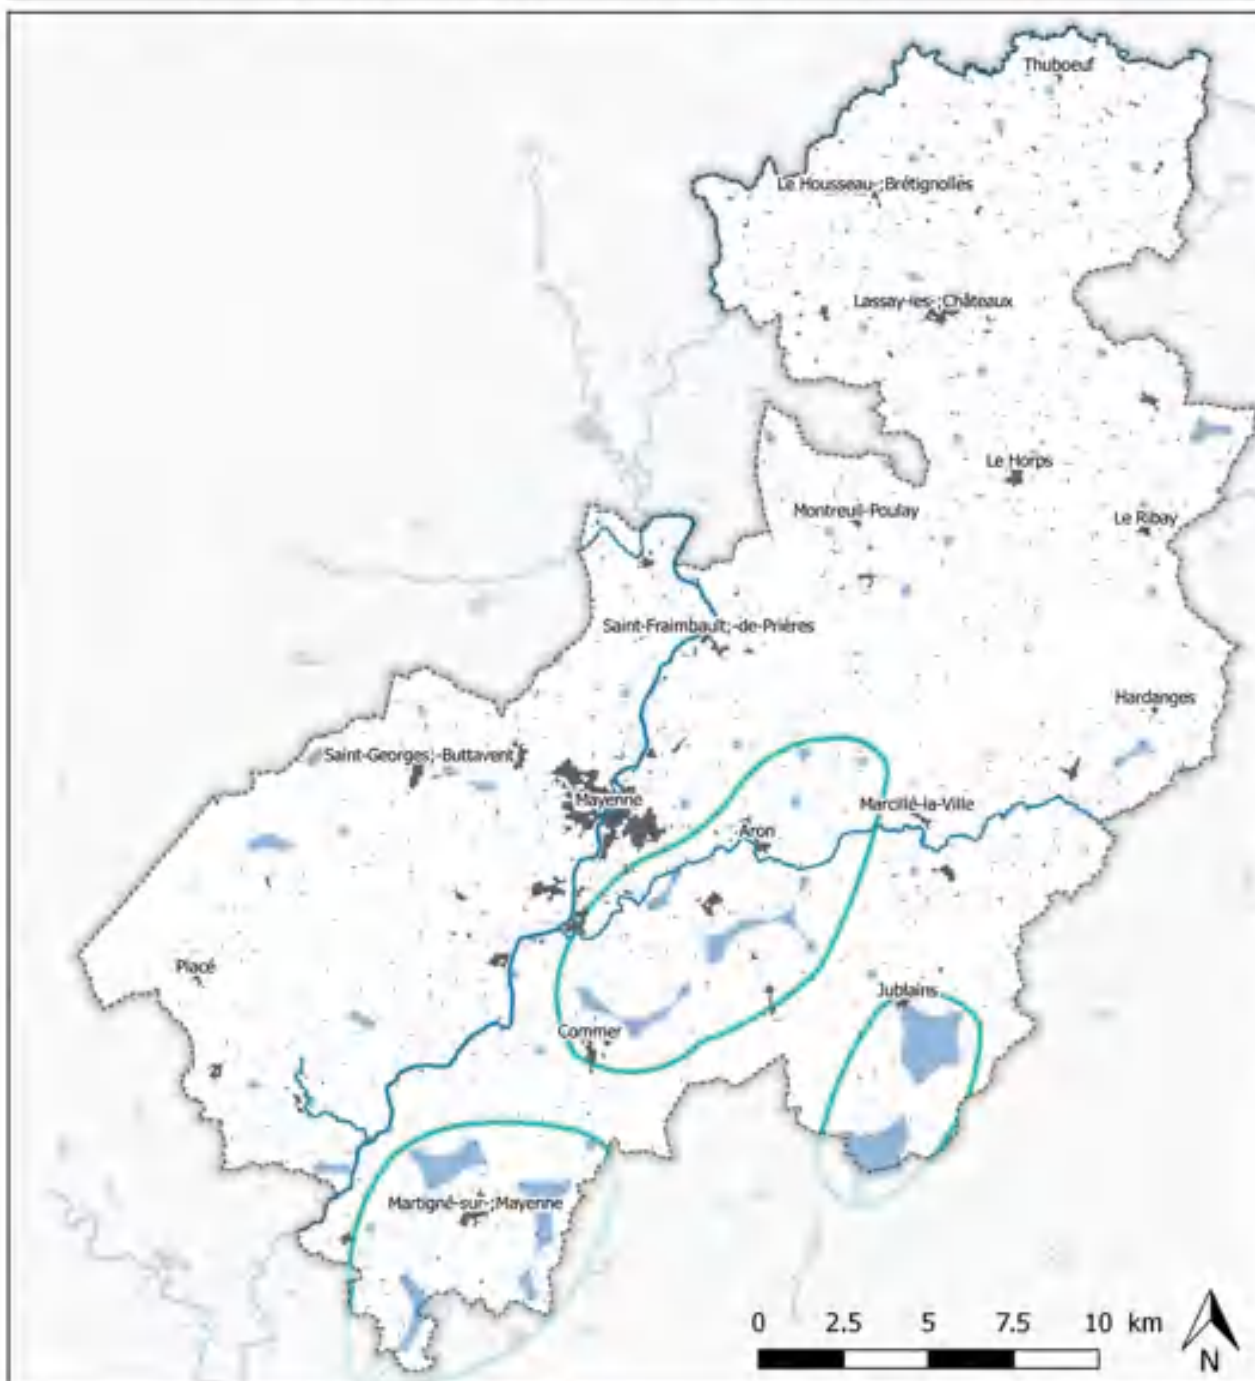 Thuboeuf
Le Housseau-;Brétignolles
Lassay-les-;Châteaux
Le Horps
Montreuil-Poulay
Le Ribay
Saint-Fraimbault;-de-Prières
Hardanges
Saint-Georges;-Buttavent
Mayenne
Marcillé-la-Ville
Aron
Placé
Jublains
Commer
Martigné-sur-;Mayenne
0 2.5 5 7.5 10 km
N